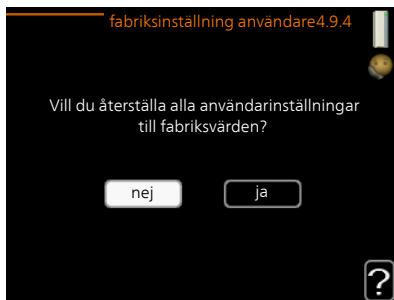 fabriksinställning användare4.9.4
Vill du återställa alla användarinställningar
till fabriksvärden?
nej
ja
?